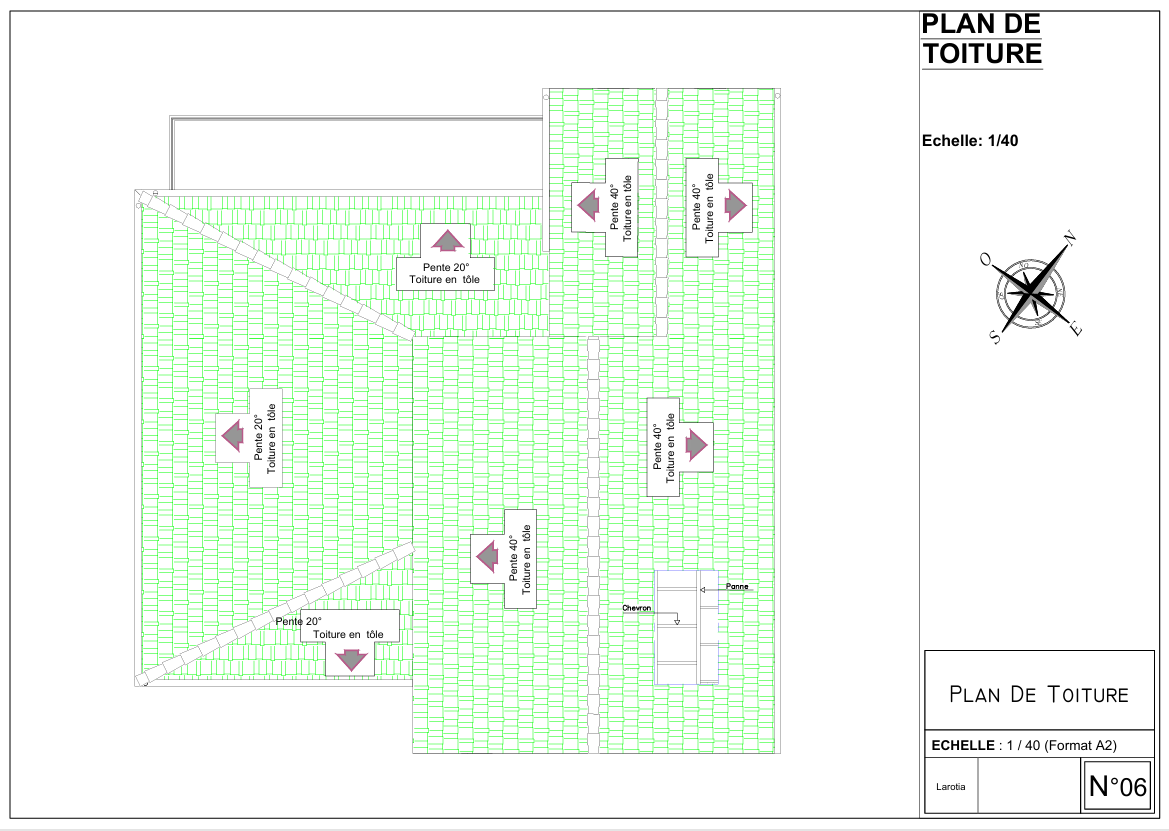 PLAN DE
TOITURE
Echelle: 1/40
Pente 40°
Toiture en tôle
Pente 40°
Toiture en tôle
Pente 20°
Toiture en tôle
Pente 20°
Toiture en tôle
Pente 40°
Toiture en tôle
Pente 40°
Toiture en tôle
Pente 20°
Toiture en tôle
Panne
Chevron
N
O
S
E
PLAN DE TOITURE
ECHELLE : 1 / 40 (Format A2)
Larotia
N°06